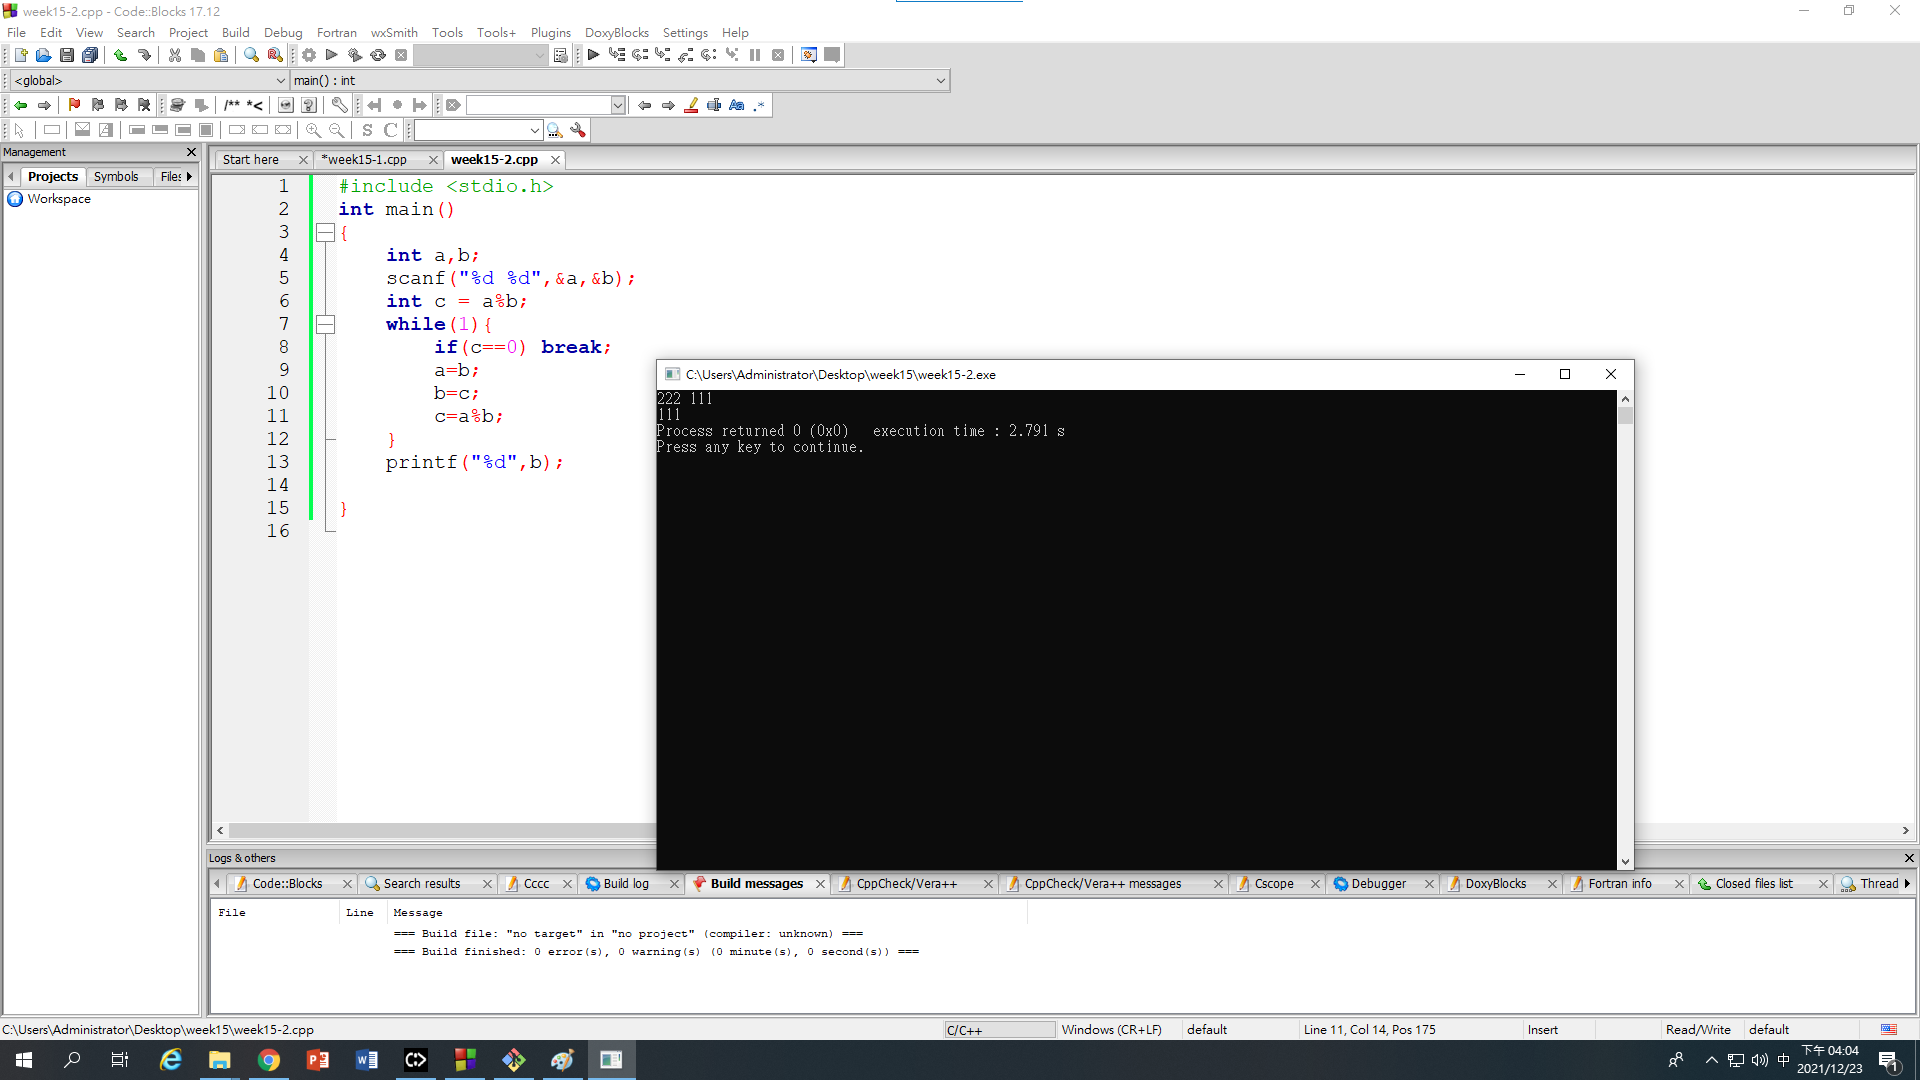 week15-2.cpp - Code::Blocks 17.12
File Edit View Search Project Build Debug Fortran wxSmith Tools Tools+ Plugins DoxyBlocks Settings Help
<global> main() : int
/** *<
Aa .*
S C
Management
Start here *week15-1.cpp week15-2.cpp
Projects Symbols Files
Workspace
1 #include <stdio.h>
2 int main()
3 {
4 int a,b;
5 scanf("%d %d",&a,&b);
6 int c = a%b;
7 while(1){
8 if(c==0) break;
9 a=b;
10 b=c;
11 c=a%b;
12 }
13 printf("%d",b);
14
15 }
16
C:\Users\Administrator\Desktop\week15\week15-2.exe
222 111
111
Process returned 0 (0x0) execution time : 2.791 s
Press any key to continue.
Logs & others
Code::Blocks Search results Cccc Build log Build messages CppCheck/Vera++ CppCheck/Vera++ messages Cscope Debugger DoxyBlocks Fortran info Closed files list Thread
File Line Message
=== Build file: "no target" in "no project" (compiler: unknown) ===
=== Build finished: 0 error(s), 0 warning(s) (0 minute(s), 0 second(s)) ===
C:\Users\Administrator\Desktop\week15\week15-2.cpp C/C++ Windows (CR+LF) default Line 11, Col 14, Pos 175 Insert Read/Write default
中 下午 04:04
2021/12/23
1